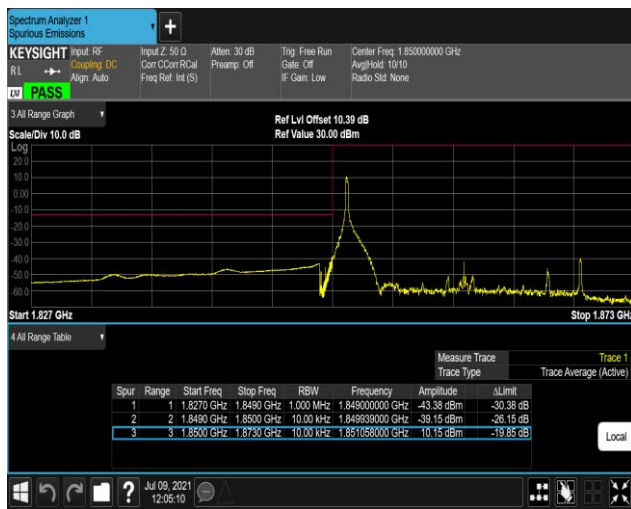 Spectrum Analyzer 1
Spurious Emissions
KEYSIGHT Input: RF Input Z: 50 Ω Atten: 30 dB Trig: Free Run Center Freq: 1.850000000 GHz
RL Coupling: DC Corr CCorr RCal Preamp: Off Gate: Off Avg|Hold: 10/10
Align: Auto Freq Ref: Int (S) IF Gain: Low Radio Std: None
LXI PASS
3 All Range Graph
Ref Lvl Offset 10.39 dB
Scale/Div 10.0 dB Ref Value 30.00 dBm
Log
20.0
10.0
0.00
-10.0
-20.0
-30.0
-40.0
-50.0
-60.0
Start 1.827 GHz Stop 1.873 GHz
4 All Range Table
Measure Trace Trace 1
Trace Type Trace Average (Active)
Spur Range Start Freq Stop Freq RBW Frequency Amplitude ΔLimit
1 1 1.8270 GHz 1.8490 GHz 1.000 MHz 1.849000000 GHz -43.38 dBm -30.38 dB
2 2 1.8490 GHz 1.8500 GHz 10.00 kHz 1.849939000 GHz -39.15 dBm -26.15 dB
3 3 1.8500 GHz 1.8730 GHz 10.00 kHz 1.851058000 GHz 10.15 dBm -19.85 dB
Local
? Jul 09, 2021
12:05:10